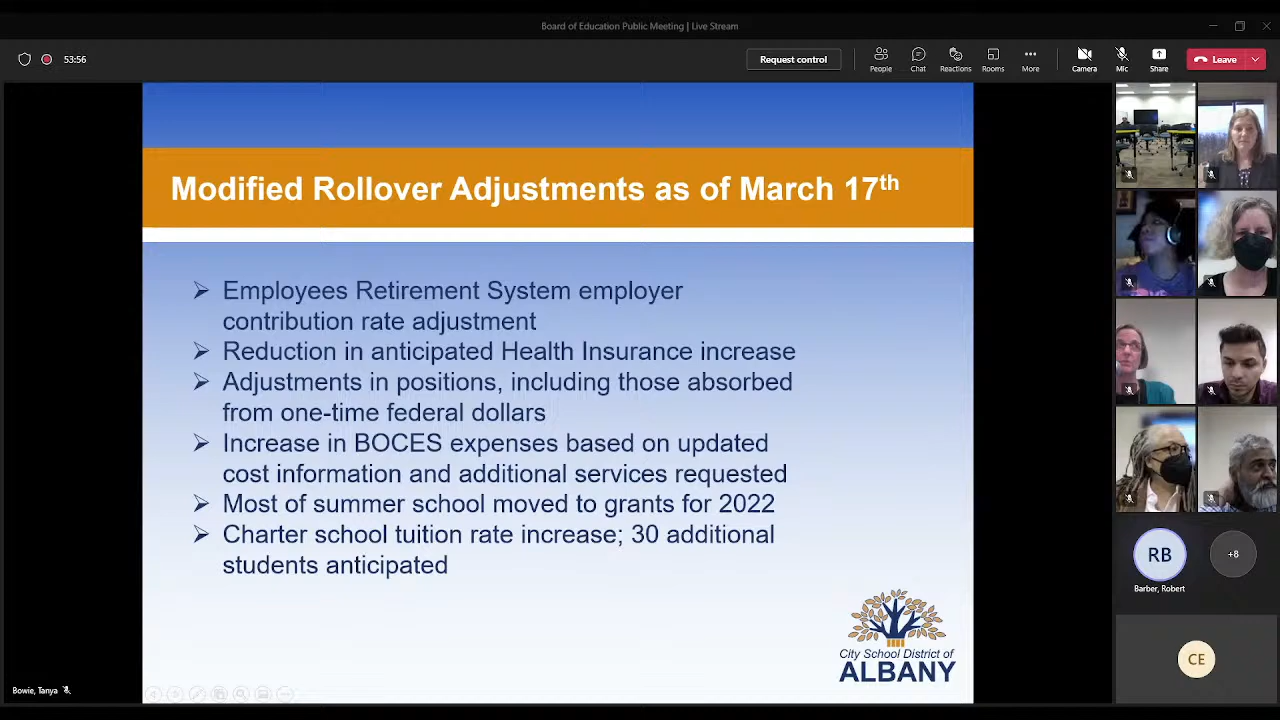 Board of Education Public Meeting | Live Stream
53:56
Request control
People
Chat
Reactions
Rooms
More
Camera
Mic
Share
Leave
Modified Rollover Adjustments as of March 17th
Employees Retirement System employer
contribution rate adjustment
Reduction in anticipated Health Insurance increase
Adjustments in positions, including those absorbed
from one-time federal dollars
Increase in BOCES expenses based on updated
cost information and additional services requested
Most of summer school moved to grants for 2022
Charter school tuition rate increase; 30 additional
students anticipated
City School District of
ALBANY
RB
+8
Barber, Robert
CE
Bowie, Tanya